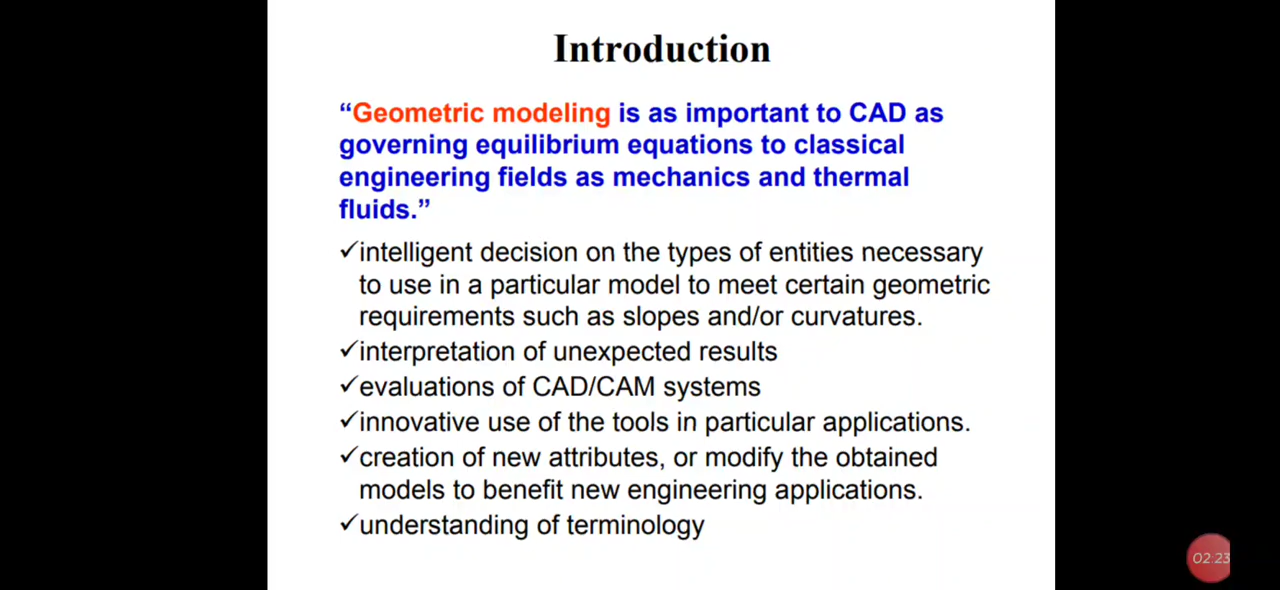 Introduction
“Geometric modeling is as important to CAD as
governing equilibrium equations to classical
engineering fields as mechanics and thermal
fluids.”
✓intelligent decision on the types of entities necessary
to use in a particular model to meet certain geometric
requirements such as slopes and/or curvatures.
✓interpretation of unexpected results
✓evaluations of CAD/CAM systems
✓innovative use of the tools in particular applications.
✓creation of new attributes, or modify the obtained
models to benefit new engineering applications.
✓understanding of terminology
02:23